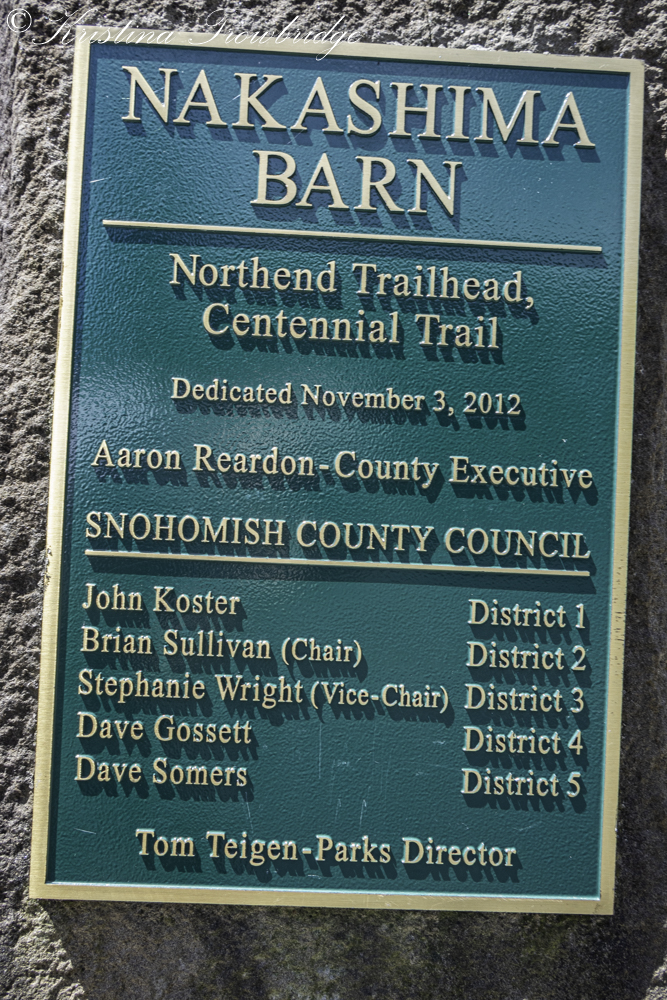 © Kristina Trowbridge
NAKASHIMA
BARN
Northend Trailhead,
Centennial Trail
Dedicated November 3, 2012
Aaron Reardon-County Executive
SNOHOMISH COUNTY COUNCIL
John Koster District 1
Brian Sullivan (Chair) District 2
Stephanie Wright (Vice-Chair) District 3
Dave Gossett District 4
Dave Somers District 5
Tom Teigen-Parks Director